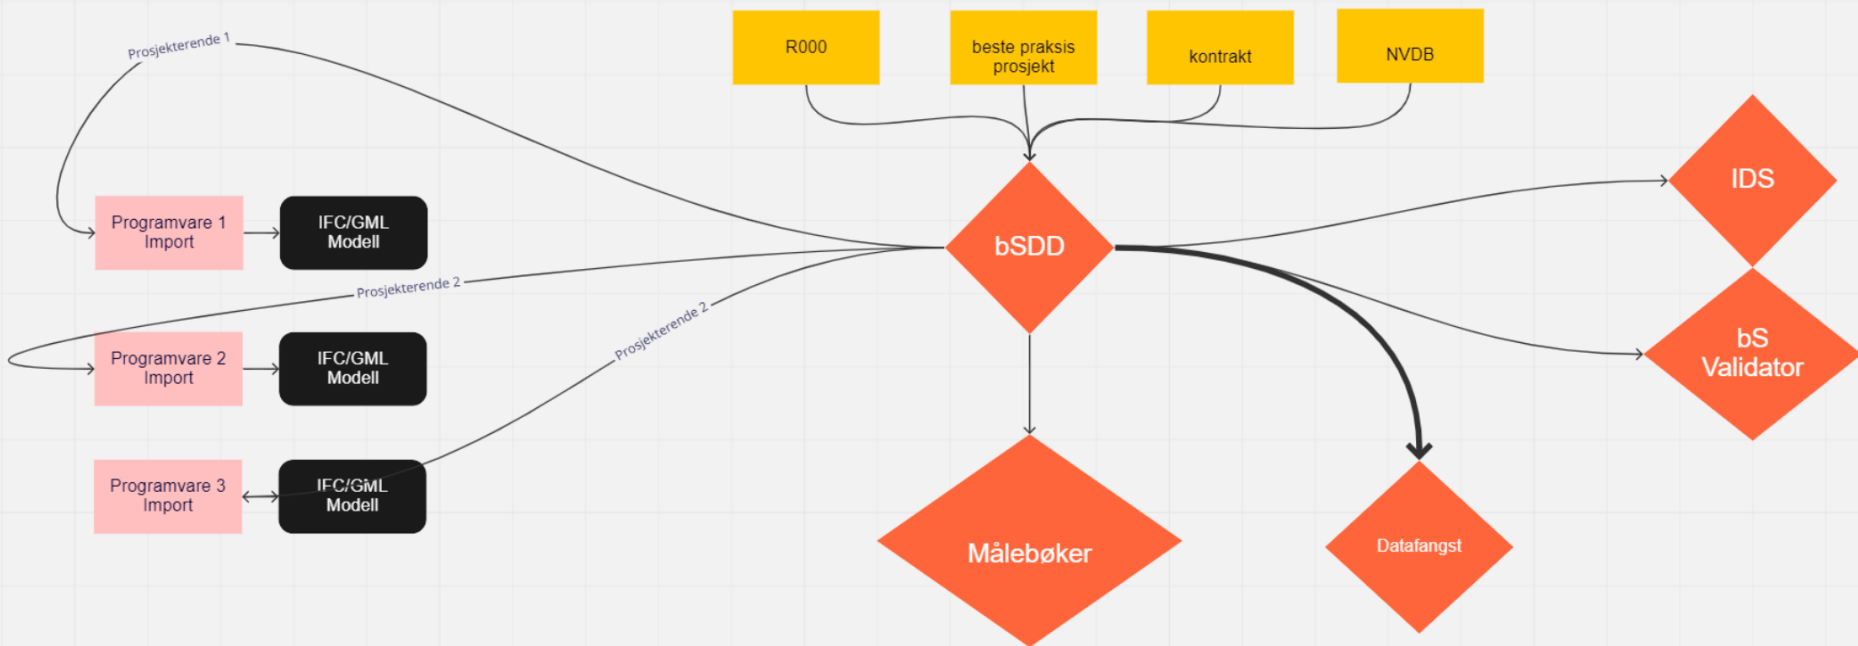 Prosjekterende 1
R000
beste praksis
prosjekt
kontrakt
NVDB
IDS
Programvare 1
Import
IFC/GML
Modell
bSDD
Prosjekterende 2
Prosjekterende 2
bS
Validator
Programvare 2
Import
IFC/GML
Modell
Programvare 3
Import
IFC/GML
Modell
Målebøker
Datafangst